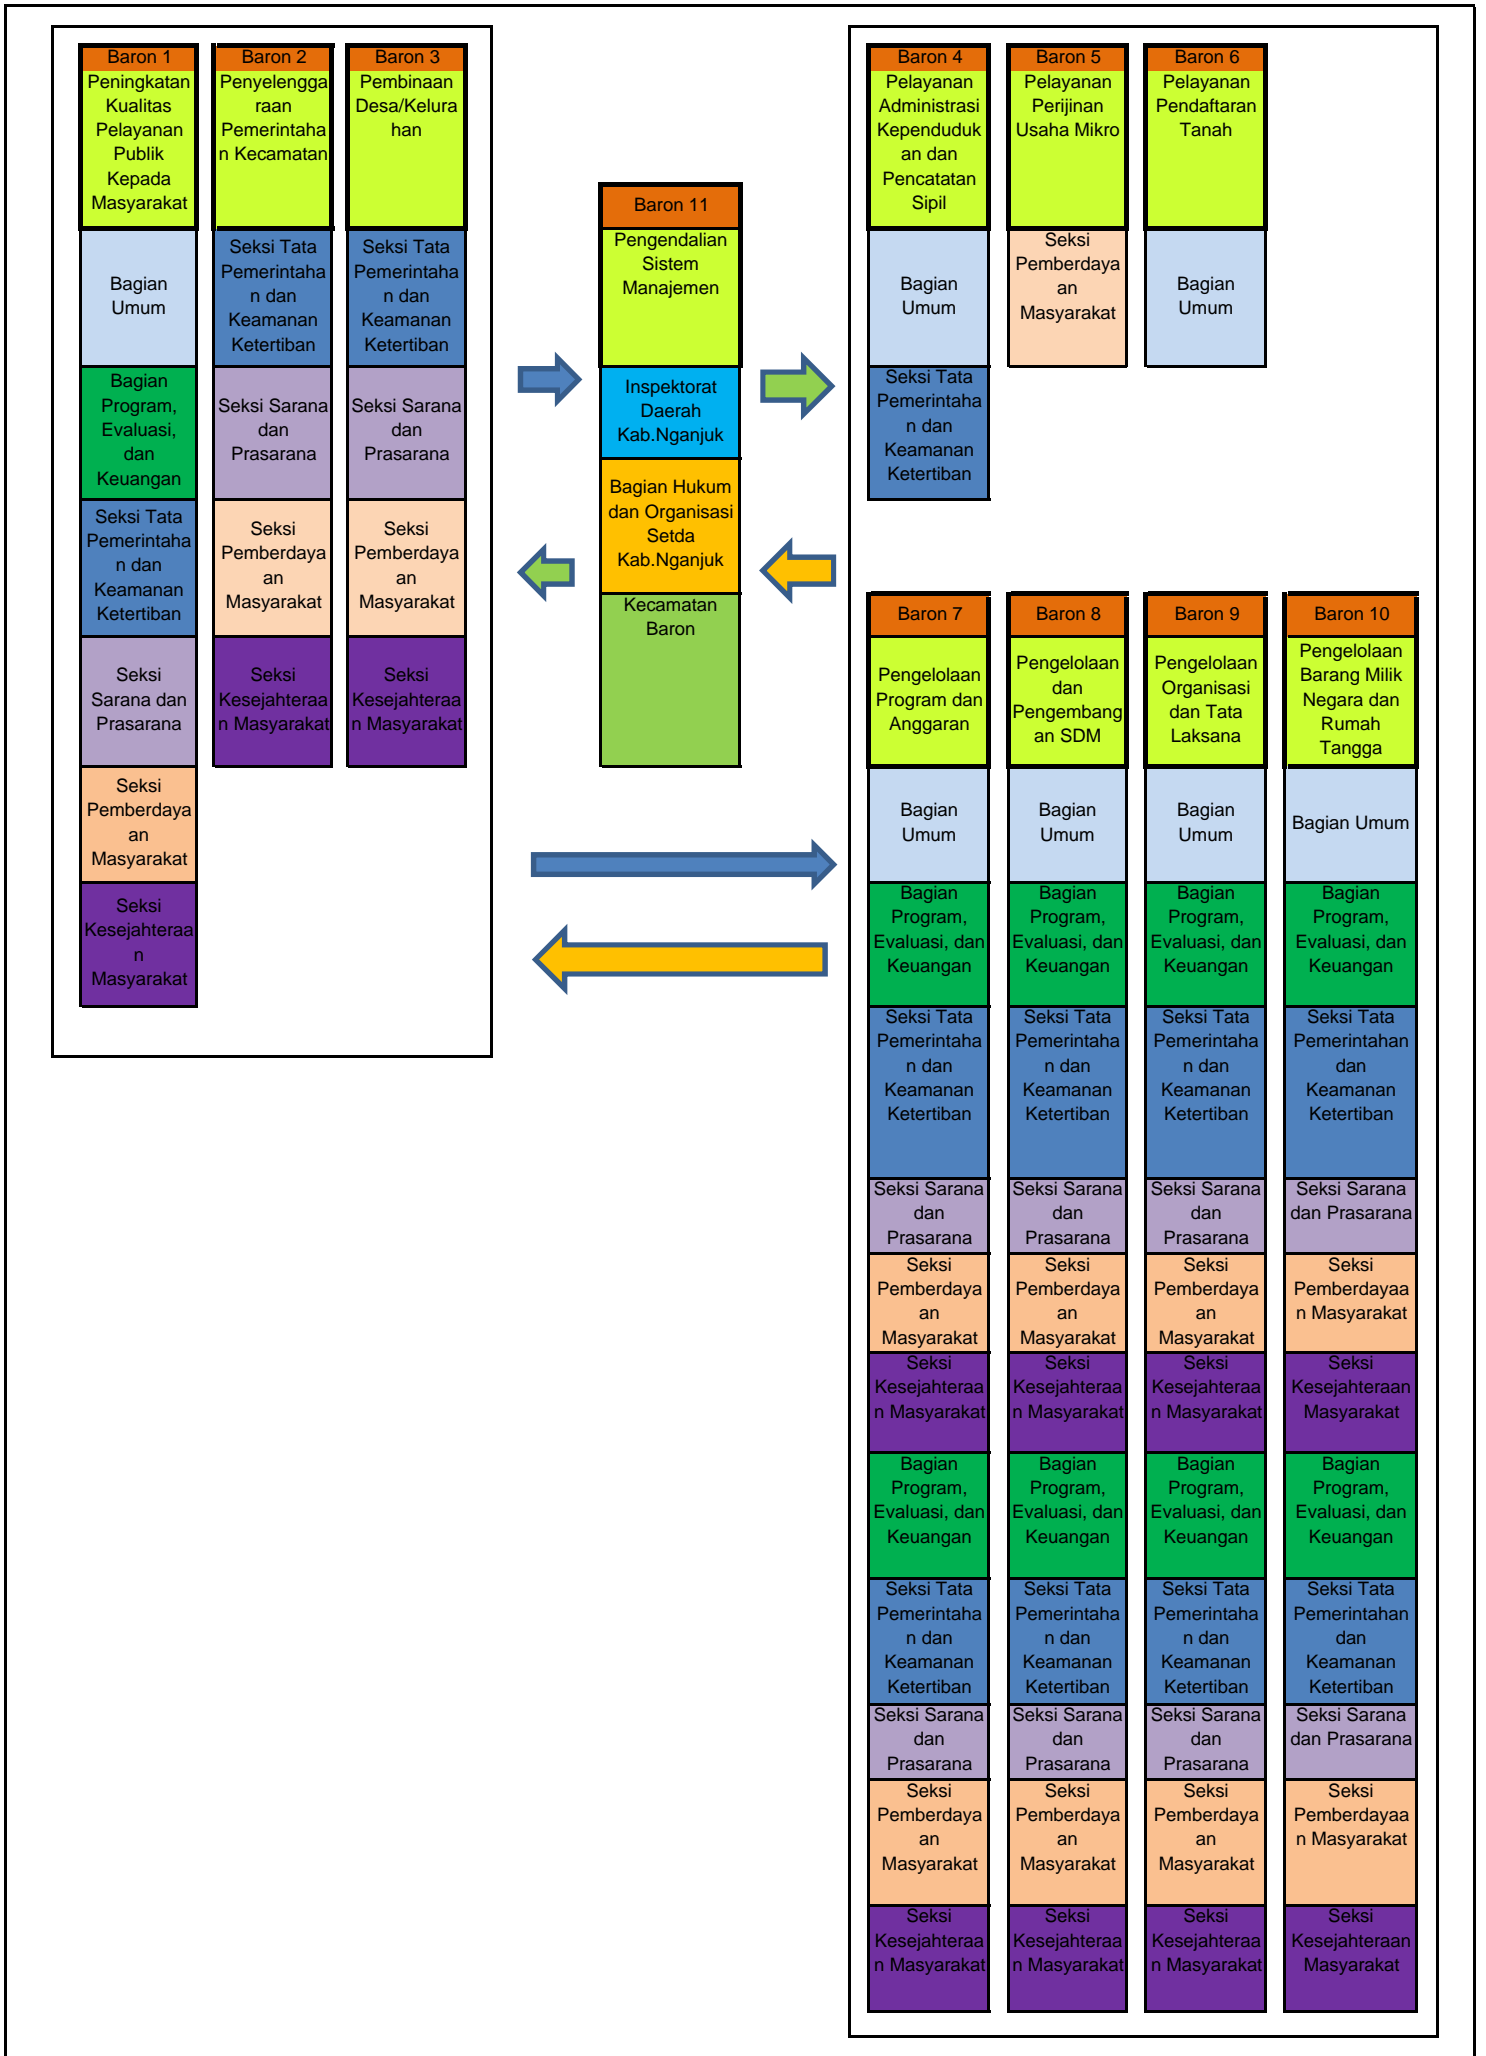 Baron 1
Peningkatan
Kualitas
Pelayanan
Publik
Kepada
Masyarakat
Bagian
Umum
Bagian
Program,
Evaluasi,
dan
Keuangan
Seksi Tata
Pemerintaha
n dan
Keamanan
Ketertiban
Seksi
Sarana dan
Prasarana
Seksi
Pemberdaya
an
Masyarakat
Seksi
Kesejahteraa
n
Masyarakat
Baron 2
Penyelengga
raan
Pemerintaha
n Kecamatan
Seksi Tata
Pemerintaha
n dan
Keamanan
Ketertiban
Seksi Sarana
dan
Prasarana
Seksi
Pemberdaya
an
Masyarakat
Seksi
Kesejahteraa
n Masyarakat
Baron 3
Pembinaan
Desa/Kelura
han
Seksi Tata
Pemerintaha
n dan
Keamanan
Ketertiban
Seksi Sarana
dan
Prasarana
Seksi
Pemberdaya
an
Masyarakat
Seksi
Kesejahteraa
n Masyarakat
Baron 11
Pengendalian
Sistem
Manajemen
Inspektorat
Daerah
Kab.Nganjuk
Bagian Hukum
dan Organisasi
Setda
Kab.Nganjuk
Kecamatan
Baron
Baron 4
Pelayanan
Administrasi
Kependuduk
an dan
Pencatatan
Sipil
Bagian
Umum
Seksi Tata
Pemerintaha
n dan
Keamanan
Ketertiban
Baron 5
Pelayanan
Perijinan
Usaha Mikro
Seksi
Pemberdaya
an
Masyarakat
Baron 6
Pelayanan
Pendaftaran
Tanah
Bagian
Umum
Baron 7
Pengelolaan
Program dan
Anggaran
Bagian
Umum
Bagian
Program,
Evaluasi, dan
Keuangan
Seksi Tata
Pemerintaha
n dan
Keamanan
Ketertiban
Seksi Sarana
dan
Prasarana
Seksi
Pemberdaya
an
Masyarakat
Seksi
Kesejahteraa
n Masyarakat
Bagian
Program,
Evaluasi, dan
Keuangan
Seksi Tata
Pemerintaha
n dan
Keamanan
Ketertiban
Seksi Sarana
dan
Prasarana
Seksi
Pemberdaya
an
Masyarakat
Seksi
Kesejahteraa
n Masyarakat
Baron 8
Pengelolaan
dan
Pengembang
an SDM
Bagian
Umum
Bagian
Program,
Evaluasi, dan
Keuangan
Seksi Tata
Pemerintaha
n dan
Keamanan
Ketertiban
Seksi Sarana
dan
Prasarana
Seksi
Pemberdaya
an
Masyarakat
Seksi
Kesejahteraa
n Masyarakat
Bagian
Program,
Evaluasi, dan
Keuangan
Seksi Tata
Pemerintaha
n dan
Keamanan
Ketertiban
Seksi Sarana
dan
Prasarana
Seksi
Pemberdaya
an
Masyarakat
Seksi
Kesejahteraa
n Masyarakat
Baron 9
Pengelolaan
Organisasi
dan Tata
Laksana
Bagian
Umum
Bagian
Program,
Evaluasi, dan
Keuangan
Seksi Tata
Pemerintaha
n dan
Keamanan
Ketertiban
Seksi Sarana
dan
Prasarana
Seksi
Pemberdaya
an
Masyarakat
Seksi
Kesejahteraa
n Masyarakat
Bagian
Program,
Evaluasi, dan
Keuangan
Seksi Tata
Pemerintaha
n dan
Keamanan
Ketertiban
Seksi Sarana
dan
Prasarana
Seksi
Pemberdaya
an
Masyarakat
Seksi
Kesejahteraa
n Masyarakat
Baron 10
Pengelolaan
Barang Milik
Negara dan
Rumah
Tangga
Bagian Umum
Bagian
Program,
Evaluasi, dan
Keuangan
Seksi Tata
Pemerintahan
dan
Keamanan
Ketertiban
Seksi Sarana
dan Prasarana
Seksi
Pemberdayaa
n Masyarakat
Seksi
Kesejahteraan
Masyarakat
Bagian
Program,
Evaluasi, dan
Keuangan
Seksi Tata
Pemerintahan
dan
Keamanan
Ketertiban
Seksi Sarana
dan Prasarana
Seksi
Pemberdayaa
n Masyarakat
Seksi
Kesejahteraan
Masyarakat